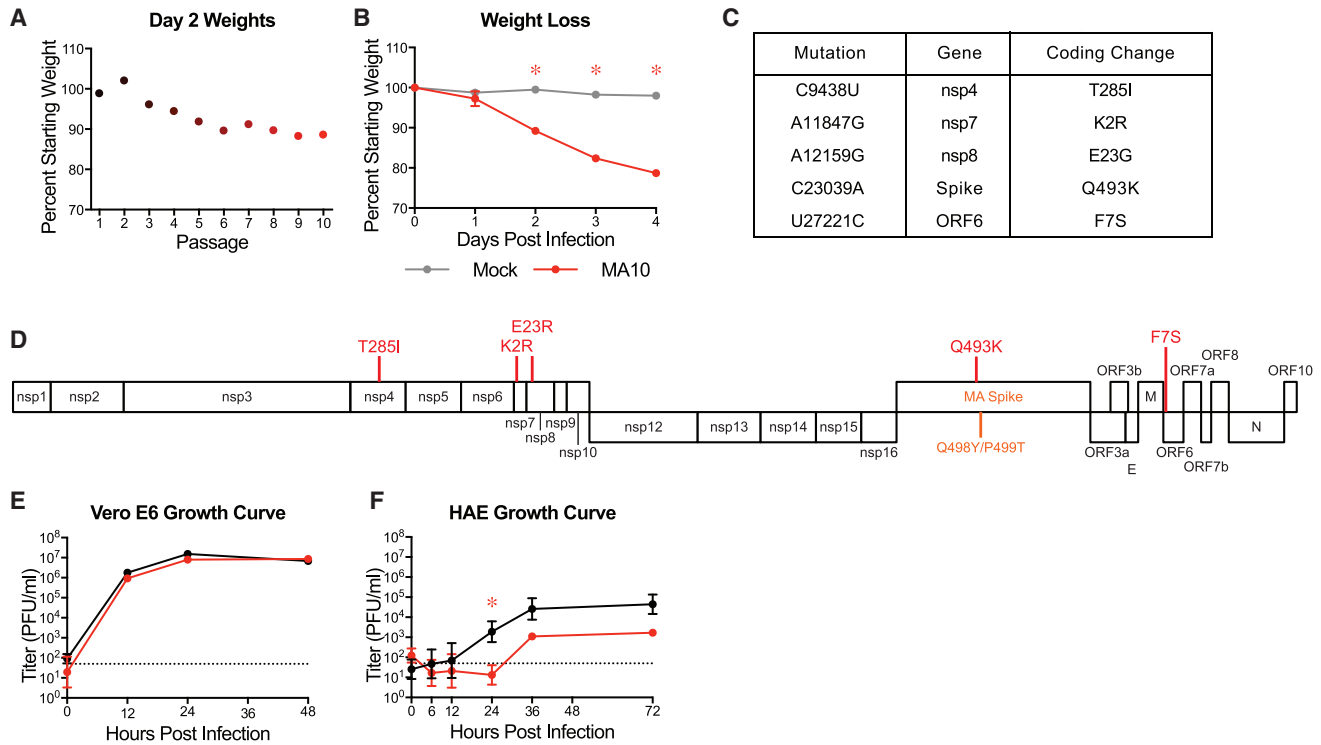 A
Day 2 Weights
Percent Starting Weight
110
100
90
80
70
1 2 3 4 5 6 7 8 9 10
Passage
B
Weight Loss
Percent Starting Weight
110
100
90
80
70
* * *
0 1 2 3 4
Days Post Infection
Mock MA10
C
Mutation Gene Coding Change
C9438U nsp4 T285I
A11847G nsp7 K2R
A12159G nsp8 E23G
C23039A Spike Q493K
U27221C ORF6 F7S
D
T285I K2R E23R Q493K F7S
nsp1 nsp2 nsp3 nsp4 nsp5 nsp6 nsp7 nsp8 nsp9 nsp10
nsp12 nsp13 nsp14 nsp15 nsp16
MA Spike
Q498Y/P499T
ORF3a ORF3b E M ORF6 ORF7a ORF7b ORF8 N ORF10
E
Vero E6 Growth Curve
Titer (PFU/ml)
10⁸
10⁷
10⁶
10⁵
10⁴
10³
10²
10¹
10⁰
0 12 24 36 48
Hours Post Infection
F
HAE Growth Curve
Titer (PFU/ml)
10⁸
10⁷
10⁶
10⁵
10⁴
10³
10²
10¹
10⁰
*
0 6 12 24 36 48 72
Hours Post Infection